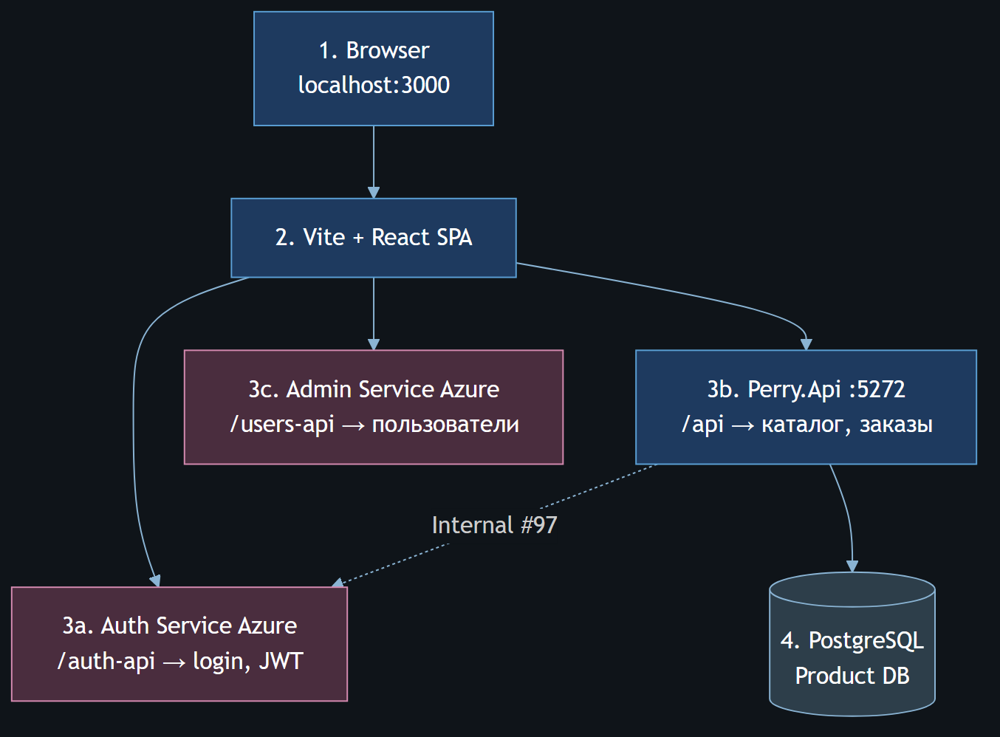 1. Browser
localhost:3000
2. Vite + React SPA
3c. Admin Service Azure
/users-api → пользователи
3b. Perry.Api :5272
/api → каталог, заказы
Internal #97
3a. Auth Service Azure
/auth-api → login, JWT
4. PostgreSQL
Product DB